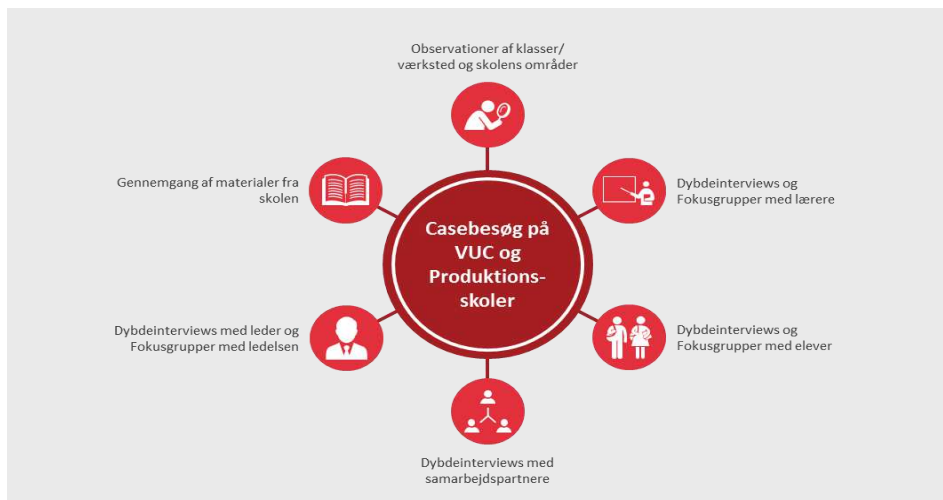 Observationer af klasser/
værksted og skolens områder
Gennemgang af materialer fra
skolen
Dybdeinterviews og
Fokusgrupper med lærere
Casebesøg på
VUC og
Produktions-
skoler
Dybdeinterviews med leder og
Fokusgrupper med ledelsen
Dybdeinterviews og
Fokusgrupper med elever
Dybdeinterviews med
samarbejdspartnere